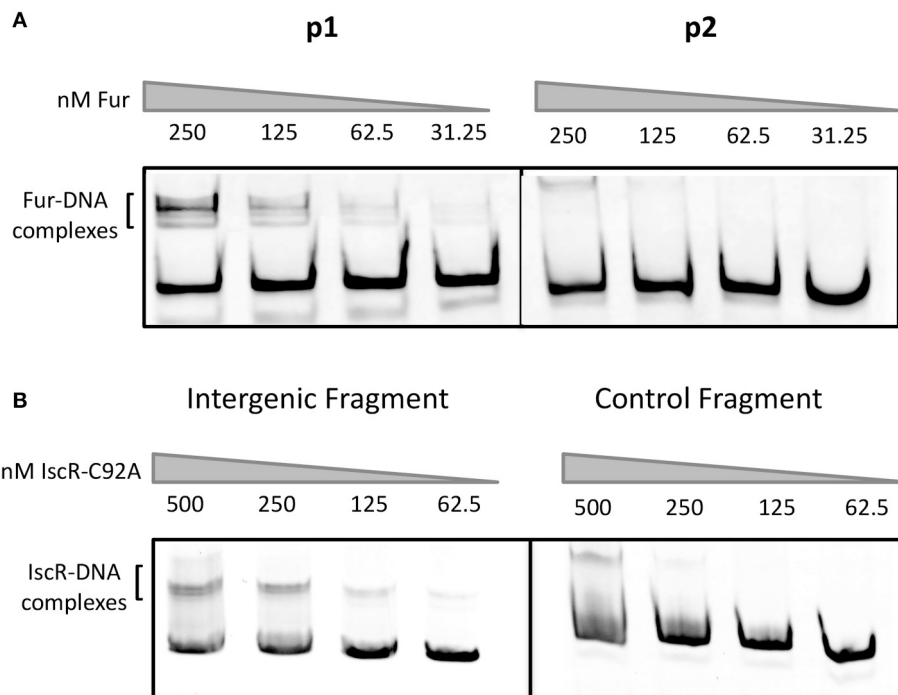 A
p1 p2
nM Fur
250 125 62.5 31.25 250 125 62.5 31.25
Fur-DNA
complexes
B
Intergenic Fragment Control Fragment
nM IscR-C92A
500 250 125 62.5 500 250 125 62.5
IscR-DNA
complexes